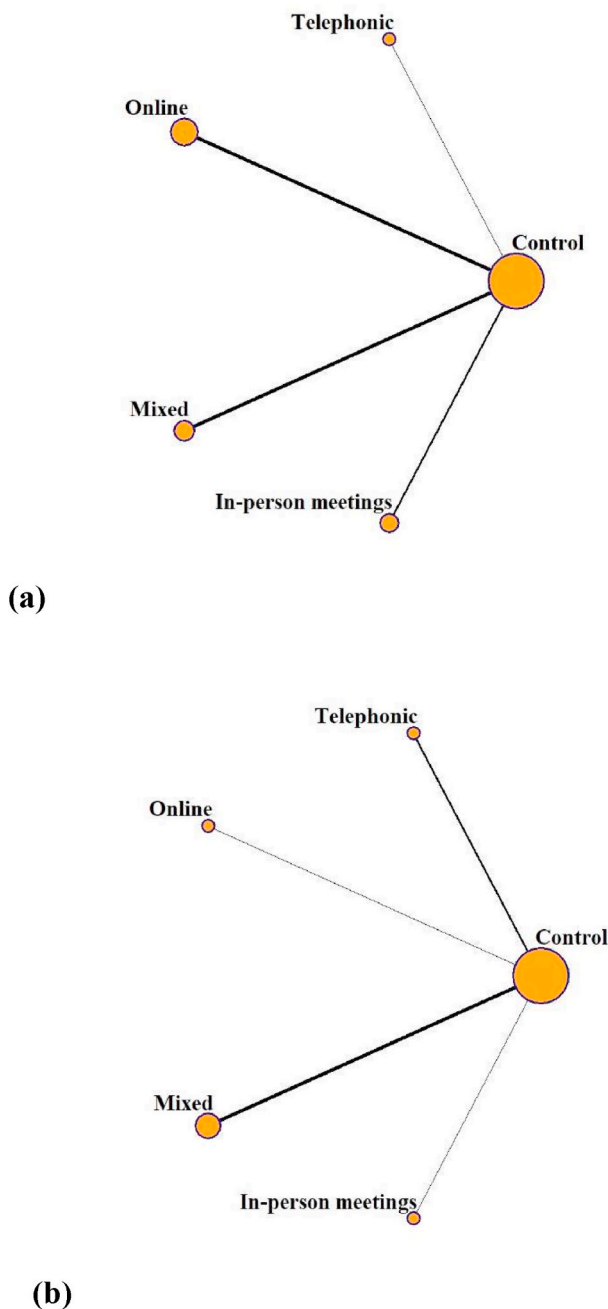 Telephonic
Online
Control
Mixed
In-person meetings
(a)
Telephonic
Online
Control
Mixed
In-person meetings
(b)